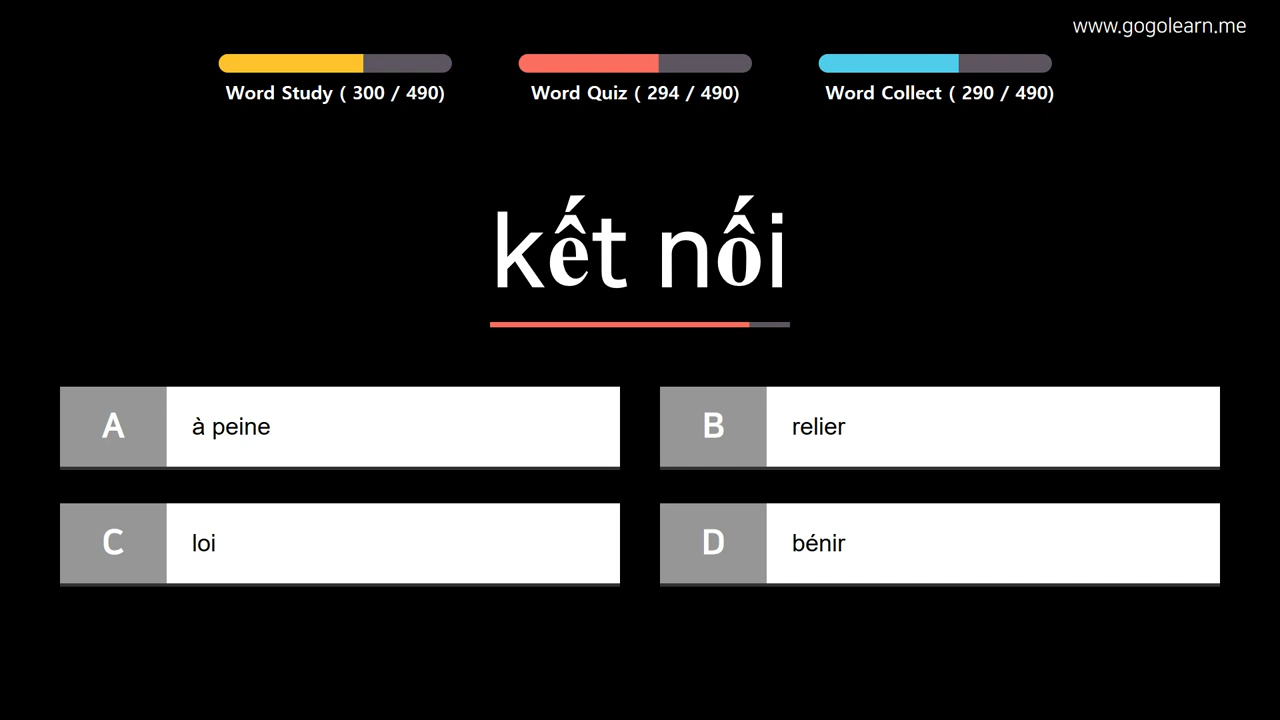 www.gogolearn.me
Word Study ( 300 / 490)
Word Quiz ( 294 / 490)
Word Collect ( 290 / 490)
kết nối
A à peine
B relier
C loi
D bénir